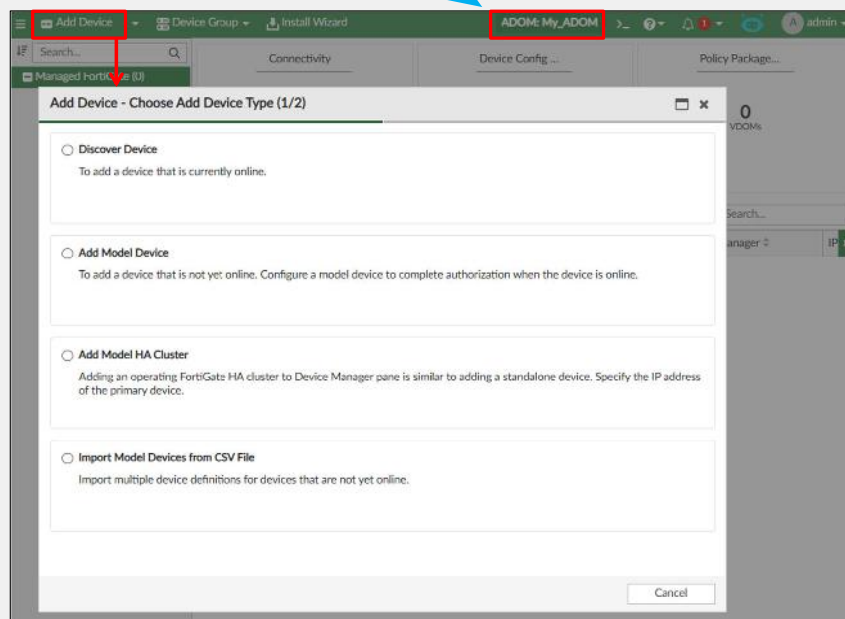 Add Device
Device Group
Install Wizard
ADOM: My_ADOM
>_
A admin
Search...
Connectivity
Device Config ...
Policy Package...
Managed FortiGate (0)
Add Device - Choose Add Device Type (1/2)
0
VDOMs
Discover Device
To add a device that is currently online.
Search...
anager
IP
Add Model Device
To add a device that is not yet online. Configure a model device to complete authorization when the device is online.
Add Model HA Cluster
Adding an operating FortiGate HA cluster to Device Manager pane is similar to adding a standalone device. Specify the IP address
of the primary device.
Import Model Devices from CSV File
Import multiple device definitions for devices that are not yet online.
Cancel